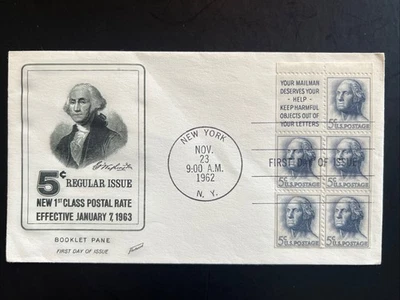 5¢ REGULAR ISSUE
NEW 1ST CLASS POSTAL RATE
EFFECTIVE JANUARY 7, 1963
BOOKLET PANE
FIRST DAY OF ISSUE
NEW YORK
NOV.
23
9:00 A.M.
1962
N. Y.
YOUR MAILMAN
DESERVES YOUR
- HELP -
KEEP HARMFUL
OBJECTS OUT OF
YOUR LETTERS
5¢ U.S. POSTAGE
FIRST DAY OF ISSUE
5¢ U.S. POSTAGE
5¢ U.S. POSTAGE
5¢ U.S. POSTAGE
5¢ U.S. POSTAGE